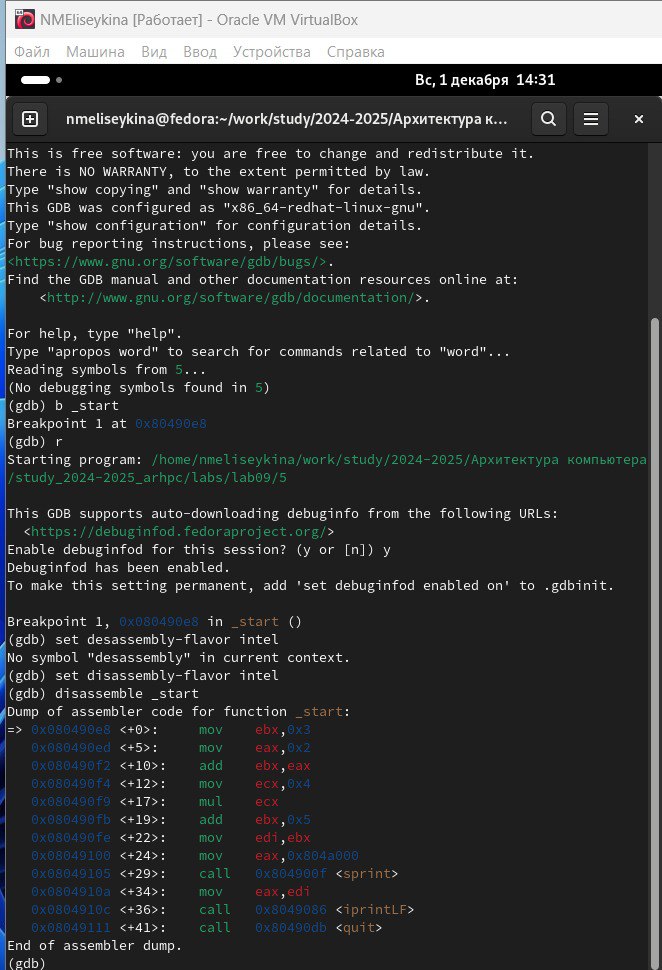 NMEliseykina [Работает] - Oracle VM VirtualBox
Файл Машина Вид Ввод Устройства Справка
Вс, 1 декабря 14:31
nmeliseykina@fedora:~/work/study/2024-2025/Архитектура к...
This is free software: you are free to change and redistribute it.
There is NO WARRANTY, to the extent permitted by law.
Type "show copying" and "show warranty" for details.
This GDB was configured as "x86_64-redhat-linux-gnu".
Type "show configuration" for configuration details.
For bug reporting instructions, please see:
<https://www.gnu.org/software/gdb/bugs/>.
Find the GDB manual and other documentation resources online at:
    <http://www.gnu.org/software/gdb/documentation/>.
For help, type "help".
Type "apropos word" to search for commands related to "word"...
Reading symbols from 5...
(No debugging symbols found in 5)
(gdb) b _start
Breakpoint 1 at 0x80490e8
(gdb) r
Starting program: /home/nmeliseykina/work/study/2024-2025/Архитектура компьютера
/study_2024-2025_arhpc/labs/lab09/5
This GDB supports auto-downloading debuginfo from the following URLs:
  <https://debuginfod.fedoraproject.org/>
Enable debuginfod for this session? (y or [n]) y
Debuginfod has been enabled.
To make this setting permanent, add 'set debuginfod enabled on' to .gdbinit.
Breakpoint 1, 0x080490e8 in _start ()
(gdb) set desassembly-flavor intel
No symbol "desassembly" in current context.
(gdb) set disassembly-flavor intel
(gdb) disassemble _start
Dump of assembler code for function _start:
=> 0x080490e8 <+0>:     mov    ebx,0x3
   0x080490ed <+5>:     mov    eax,0x2
   0x080490f2 <+10>:    add    ebx,eax
   0x080490f4 <+12>:    mov    ecx,0x4
   0x080490f9 <+17>:    mul    ecx
   0x080490fb <+19>:    add    ebx,0x5
   0x080490fe <+22>:    mov    edi,ebx
   0x08049100 <+24>:    mov    eax,0x804a000
   0x08049105 <+29>:    call   0x804900f <sprint>
   0x0804910a <+34>:    mov    eax,edi
   0x0804910c <+36>:    call   0x8049086 <iprintLF>
   0x08049111 <+41>:    call   0x80490db <quit>
End of assembler dump.
(gdb)